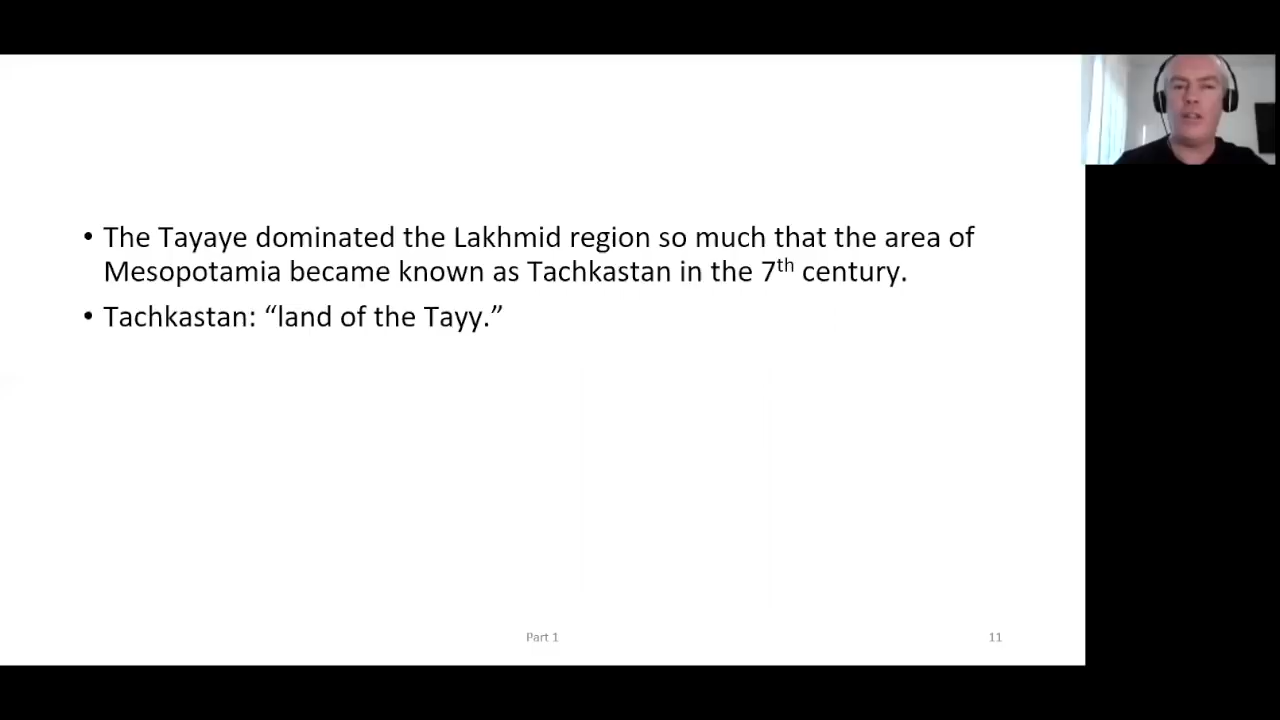 • The Tayaye dominated the Lakhmid region so much that the area of
Mesopotamia became known as Tachkastan in the 7th century.
• Tachkastan: “land of the Tayy.”
Part 1
11